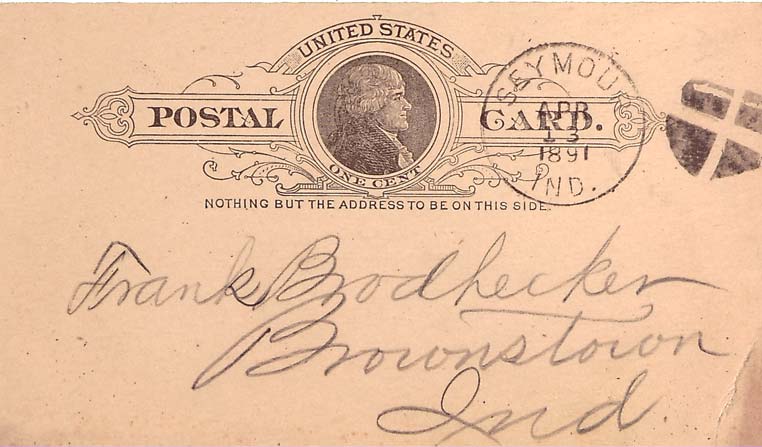 UNITED STATES
POSTAL CARD.
ONE CENT
SEYMOU
APR
13
1891
IND.
NOTHING BUT THE ADDRESS TO BE ON THIS SIDE.
Frank Brodhecker
Brownstown
Ind.